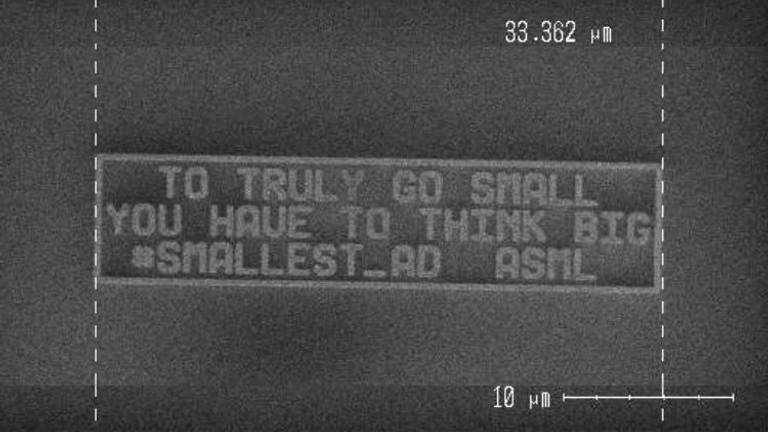 33.362 µm
TO TRULY GO SMALL
YOU HAVE TO THINK BIG
#SMALLEST_AD ASML
10 µm